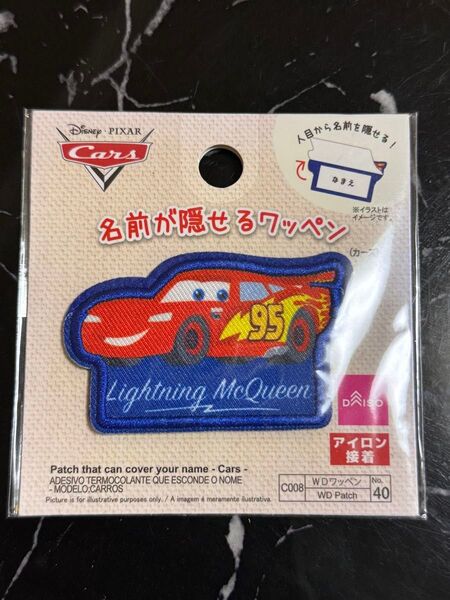 Disney · PIXAR
Cars
人目から名前を隠せる!
なまえ
※イラストは
イメージです。
名前が隠せるワッペン
(カー
95
Lightning McQueen
DAISO
アイロン
接着
Patch that can cover your name - Cars -
ADESIVO TERMOCOLANTE QUE ESCONDE O NOME
- MODELO;CARROS
Picture is for illustrative purposes only. / A imagem é meramente ilustrativa.
C008
WDワッペン
WD Patch
No.
40